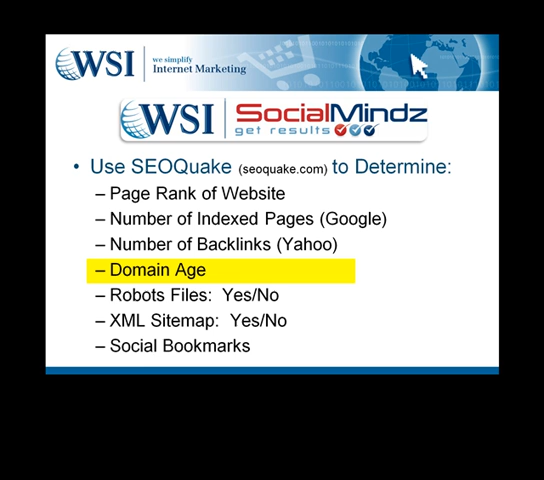 WSI we simplify
Internet Marketing
WSI SocialMindz
get results
• Use SEOQuake (seoquake.com) to Determine:
– Page Rank of Website
– Number of Indexed Pages (Google)
– Number of Backlinks (Yahoo)
– Domain Age
– Robots Files: Yes/No
– XML Sitemap: Yes/No
– Social Bookmarks